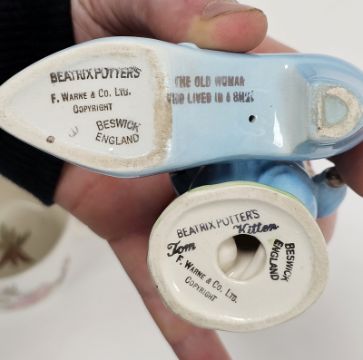 BEATRIX POTTER'S
F. WARNE & CO. LTD.
COPYRIGHT
BESWICK
ENGLAND
THE OLD WOMAN
WHO LIVED IN A SHOE
BEATRIX POTTER'S
Tom Kitten
F. WARNE & CO. LTD.
COPYRIGHT
BESWICK
ENGLAND